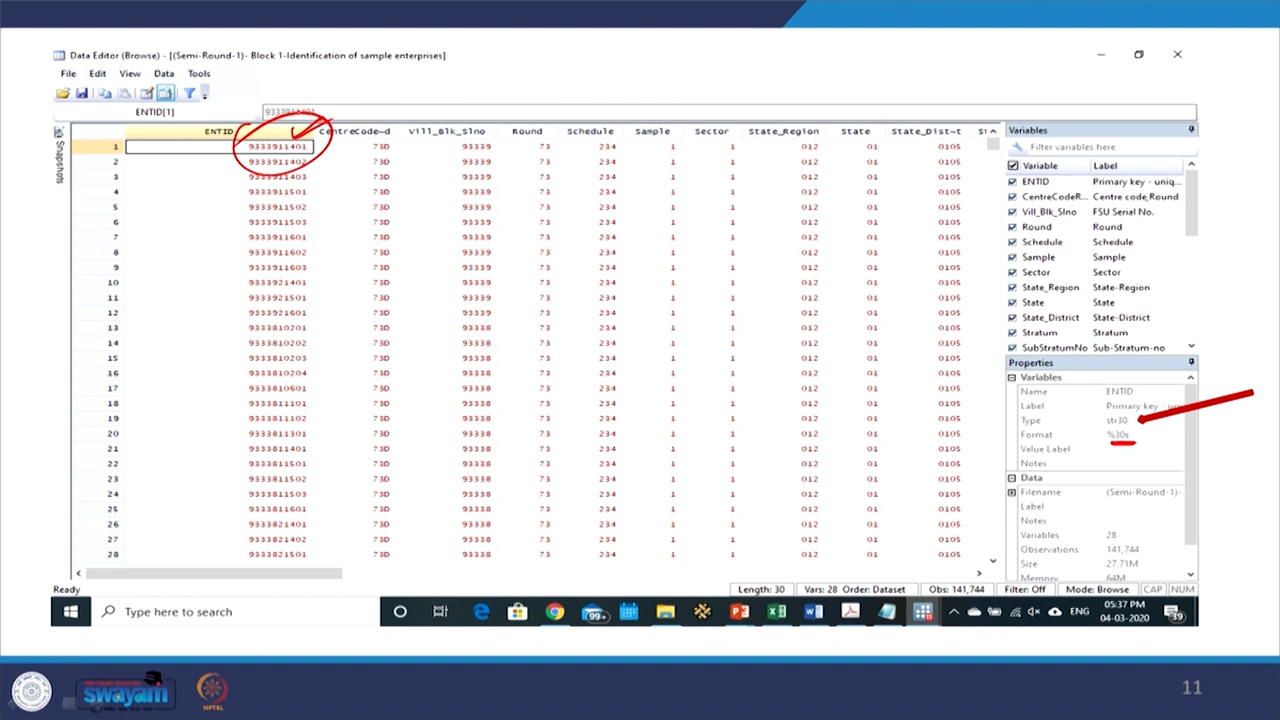 Data Editor (Browse) - [(Semi-Round-1)- Block 1-Identification of sample enterprises]
File Edit View Data Tools
ENTID[1] 9333911401
Snapshots
ENTID CentreCode~d Vill_Blk_Slno Round Schedule Sample Sector State_Region State State_Dist~t St
1 9333911401 73D 93339 73 234 1 1 012 01 0105
2 9333911402 73D 93339 73 234 1 1 012 01 0105
3 9333911403 73D 93339 73 234 1 1 012 01 0105
4 9333911501 73D 93339 73 234 1 1 012 01 0105
5 9333911502 73D 93339 73 234 1 1 012 01 0105
6 9333911503 73D 93339 73 234 1 1 012 01 0105
7 9333911601 73D 93339 73 234 1 1 012 01 0105
8 9333911602 73D 93339 73 234 1 1 012 01 0105
9 9333911603 73D 93339 73 234 1 1 012 01 0105
10 9333921401 73D 93339 73 234 1 1 012 01 0105
11 9333921501 73D 93339 73 234 1 1 012 01 0105
12 9333921601 73D 93339 73 234 1 1 012 01 0105
13 9333810201 73D 93338 73 234 1 1 012 01 0105
14 9333810202 73D 93338 73 234 1 1 012 01 0105
15 9333810203 73D 93338 73 234 1 1 012 01 0105
16 9333810204 73D 93338 73 234 1 1 012 01 0105
17 9333810601 73D 93338 73 234 1 1 012 01 0105
18 9333811101 73D 93338 73 234 1 1 012 01 0105
19 9333811102 73D 93338 73 234 1 1 012 01 0105
20 9333811301 73D 93338 73 234 1 1 012 01 0105
21 9333811401 73D 93338 73 234 1 1 012 01 0105
22 9333811501 73D 93338 73 234 1 1 012 01 0105
23 9333811502 73D 93338 73 234 1 1 012 01 0105
24 9333811503 73D 93338 73 234 1 1 012 01 0105
25 9333811601 73D 93338 73 234 1 1 012 01 0105
26 9333821401 73D 93338 73 234 1 1 012 01 0105
27 9333821402 73D 93338 73 234 1 1 012 01 0105
28 9333821501 73D 93338 73 234 1 1 012 01 0105
Variables
Filter variables here
Variable Label
ENTID Primary key - uniq...
CentreCodeR... Centre code,Round
Vill_Blk_Slno FSU Serial No.
Round Round
Schedule Schedule
Sample Sample
Sector Sector
State_Region State-Region
State State
State_District State-District
Stratum Stratum
SubStratumNo Sub-Stratum-no
Properties
Variables
Name ENTID
Label Primary key - un
Type str30
Format %30s
Value Label
Notes
Data
Filename (Semi-Round-1)-
Label
Notes
Variables 28
Observations 141,744
Size 27.71M
Memory 64M
Ready Length: 30 Vars: 28 Order: Dataset Obs: 141,744 Filter: Off Mode: Browse CAP NUM
Type here to search 99+ ENG 05:37 PM 04-03-2020 39
swayam NPTEL 11